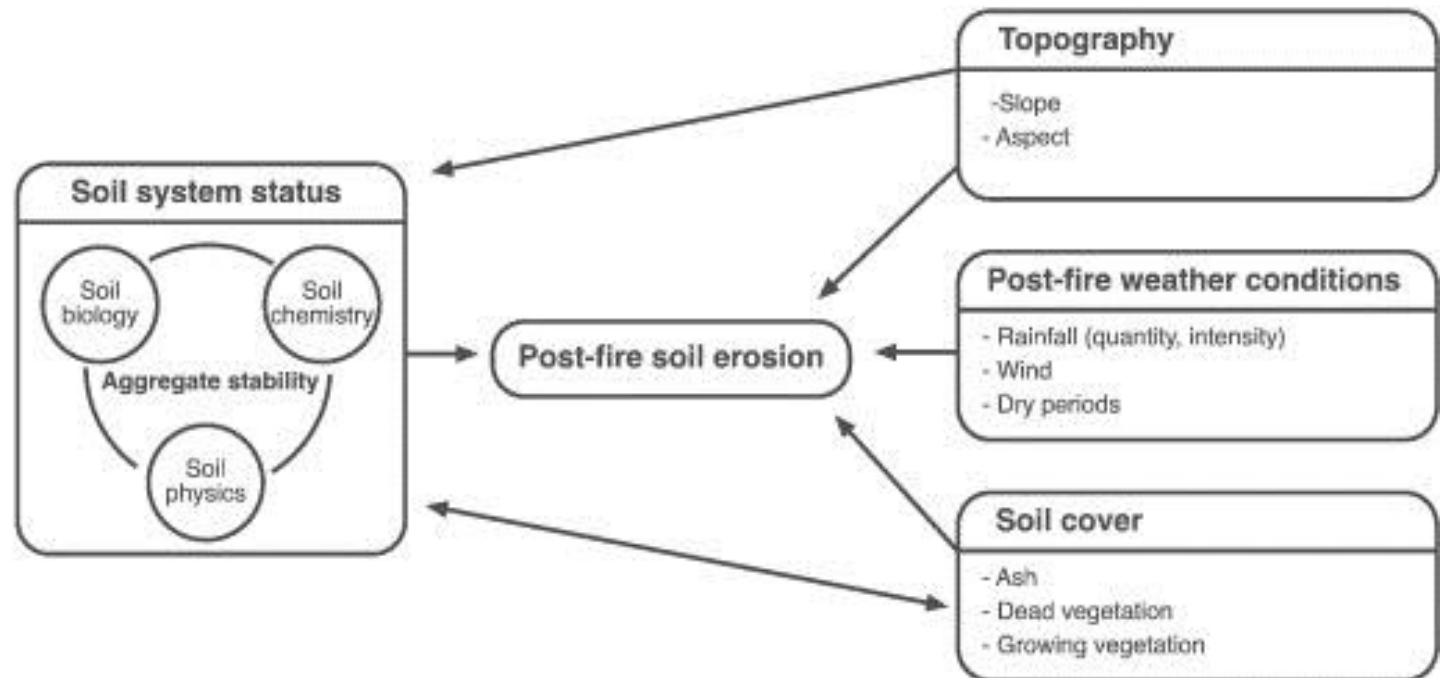 Topography
-Slope
- Aspect
Soil system status
Soil
biology
Soil
chemistry
Aggregate stability
Soil
physics
Post-fire soil erosion
Post-fire weather conditions
- Rainfall (quantity, intensity)
- Wind
- Dry periods
Soil cover
- Ash
- Dead vegetation
- Growing vegetation